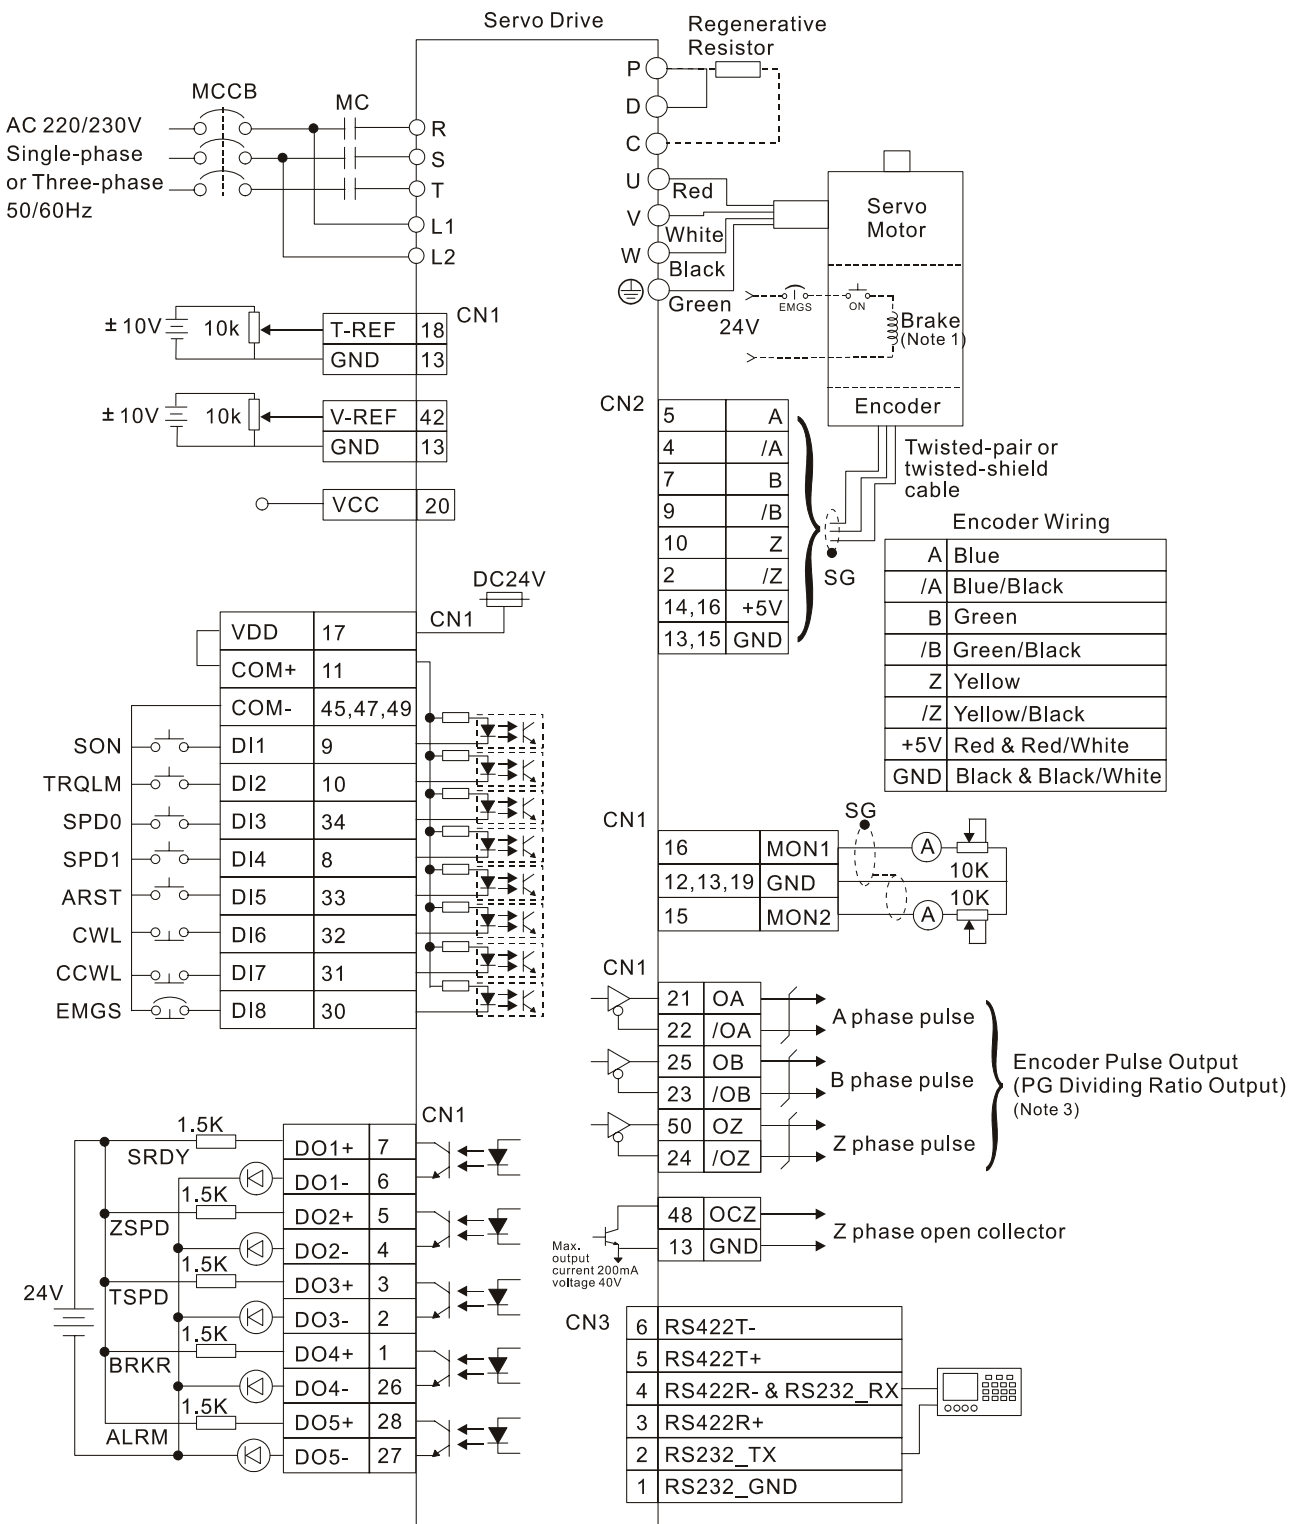 Servo Drive
Regenerative
Resistor
P
D
C
U
V
W
Red
White
Black
Green
MCCB
MC
AC 220/230V
Single-phase
or Three-phase
50/60Hz
R
S
T
L1
L2
Servo
Motor
EMGS
ON
24V
Brake
(Note 1)
Encoder
± 10V
10k
T-REF 18
GND 13
CN1
± 10V
10k
V-REF 42
GND 13
VCC 20
CN2
5 A
4 /A
7 B
9 /B
10 Z
2 /Z
14,16 +5V
13,15 GND
SG
Twisted-pair or
twisted-shield
cable
Encoder Wiring
A Blue
/A Blue/Black
B Green
/B Green/Black
Z Yellow
/Z Yellow/Black
+5V Red & Red/White
GND Black & Black/White
DC24V
CN1
VDD 17
COM+ 11
COM- 45,47,49
SON DI1 9
TRQLM DI2 10
SPD0 DI3 34
SPD1 DI4 8
ARST DI5 33
CWL DI6 32
CCWL DI7 31
EMGS DI8 30
CN1
SG
16 MON1
12,13,19 GND
15 MON2
A
10K
10K
A
CN1
21 OA
22 /OA
25 OB
23 /OB
50 OZ
24 /OZ
A phase pulse
B phase pulse
Z phase pulse
Encoder Pulse Output
(PG Dividing Ratio Output)
(Note 3)
48 OCZ
13 GND
Z phase open collector
Max.
output
current 200mA
voltage 40V
CN1
24V
1.5K
SRDY
DO1+ 7
DO1- 6
1.5K
ZSPD
DO2+ 5
DO2- 4
1.5K
TSPD
DO3+ 3
DO3- 2
1.5K
BRKR
DO4+ 1
DO4- 26
1.5K
ALRM
DO5+ 28
DO5- 27
CN3
6 RS422T-
5 RS422T+
4 RS422R- & RS232_RX
3 RS422R+
2 RS232_TX
1 RS232_GND